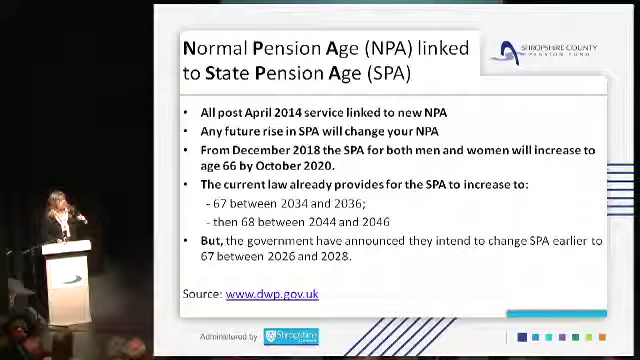 Normal Pension Age (NPA) linked
to State Pension Age (SPA)
SHROPSHIRE COUNTY
PENSION FUND
• All post April 2014 service linked to new NPA
• Any future rise in SPA will change your NPA
• From December 2018 the SPA for both men and women will increase to
age 66 by October 2020.
• The current law already provides for the SPA to increase to:
- 67 between 2034 and 2036;
- then 68 between 2044 and 2046
• But, the government have announced they intend to change SPA earlier to
67 between 2026 and 2028.
Source: www.dwp.gov.uk
Administered by
Shropshire